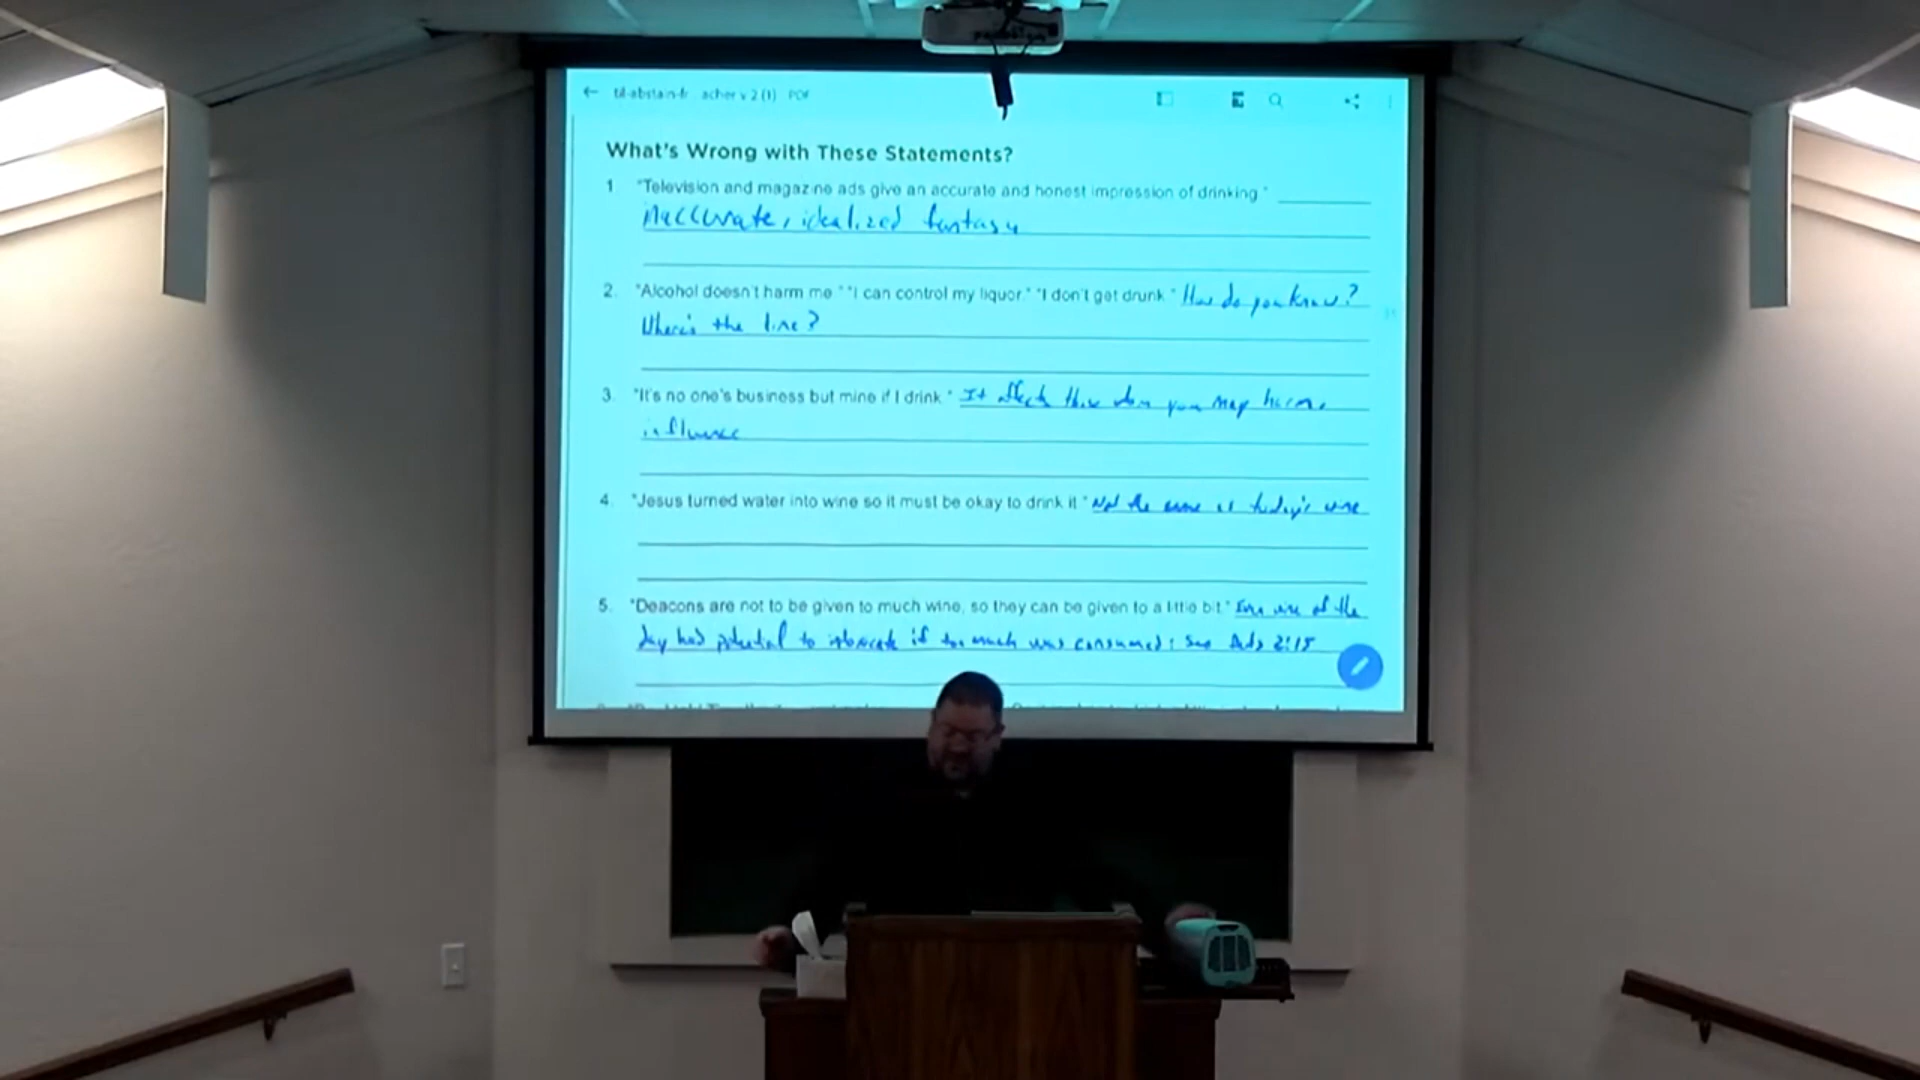 What's Wrong with These Statements?
1. "Television and magazine ads give an accurate and honest impression of drinking."
inaccurate, idealized fantasy
2. "Alcohol doesn't harm me." "I can control my liquor." "I don't get drunk." How do you know?
Where's the line?
3. "It's no one's business but mine if I drink." It affects those whom you may harm,
influence
4. "Jesus turned water into wine so it must be okay to drink it." Not the same as today's wine
5. "Deacons are not to be given to much wine, so they can be given to a little bit." Even wine of the
day had potential to intoxicate if too much was consumed; see Acts 2:15